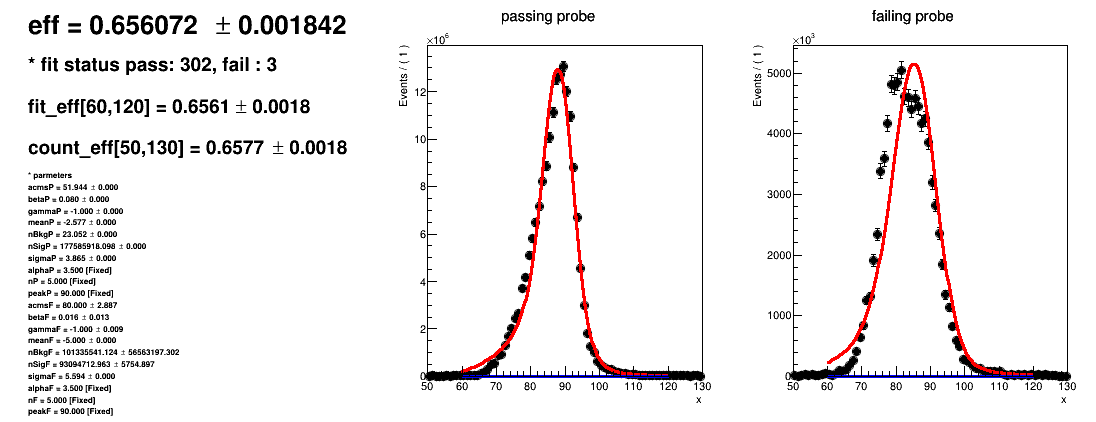 eff = 0.656072 ± 0.001842
* fit status pass: 302, fail : 3
fit_eff[60,120] = 0.6561 ± 0.0018
count_eff[50,130] = 0.6577 ± 0.0018
* parmeters
acmsP = 51.944 ± 0.000
betaP = 0.080 ± 0.000
gammaP = -1.000 ± 0.000
meanP = -2.577 ± 0.000
nBkgP = 23.052 ± 0.000
nSigP = 177585918.098 ± 0.000
sigmaP = 3.865 ± 0.000
alphaP = 3.500 [Fixed]
nP = 5.000 [Fixed]
peakP = 90.000 [Fixed]
acmsF = 80.000 ± 2.887
betaF = 0.016 ± 0.013
gammaF = -1.000 ± 0.009
meanF = -5.000 ± 0.000
nBkgF = 101335541.124 ± 56563197.302
nSigF = 93094712.963 ± 5754.897
sigmaF = 5.594 ± 0.000
alphaF = 3.500 [Fixed]
nF = 5.000 [Fixed]
peakF = 90.000 [Fixed]
passing probe
×10⁶
Events / ( 1 )
12
10
8
6
4
2
0
50 60 70 80 90 100 110 120 130
x
failing probe
×10³
Events / ( 1 )
5000
4000
3000
2000
1000
0
50 60 70 80 90 100 110 120 130
x